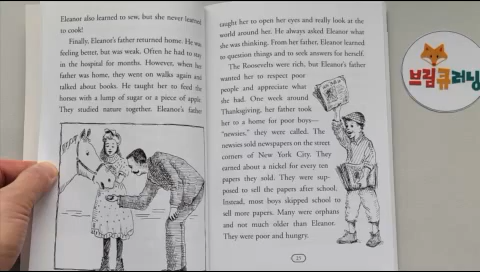 Eleanor also learned to sew, but she never learned
to cook!
Finally, Eleanor's father returned home. He was
feeling better, but was weak. Often he had to stay
in the hospital for months. However, when her
father was home, they went on walks again and
talked about books. He taught her to feed the
horses with a lump of sugar or a piece of apple.
They studied nature together. Eleanor's father
taught her to open her eyes and really look at the
world around her. He always asked Eleanor what
she was thinking. From her father, Eleanor learned
to question things and to seek answers for herself.
The Roosevelts were rich, but Eleanor's father
wanted her to respect poor
people and appreciate what
she had. One week around
Thanksgiving, her father took
her to a home for poor boys—
"newsies," they were called. The
newsies sold newspapers on the street
corners of New York City. They
earned about a nickel for every ten
papers they sold. They were sup-
posed to sell the papers after school.
Instead, most boys skipped school to
sell more papers. Many were orphans
and not much older than Eleanor.
They were poor and hungry.
브릭큐
러닝